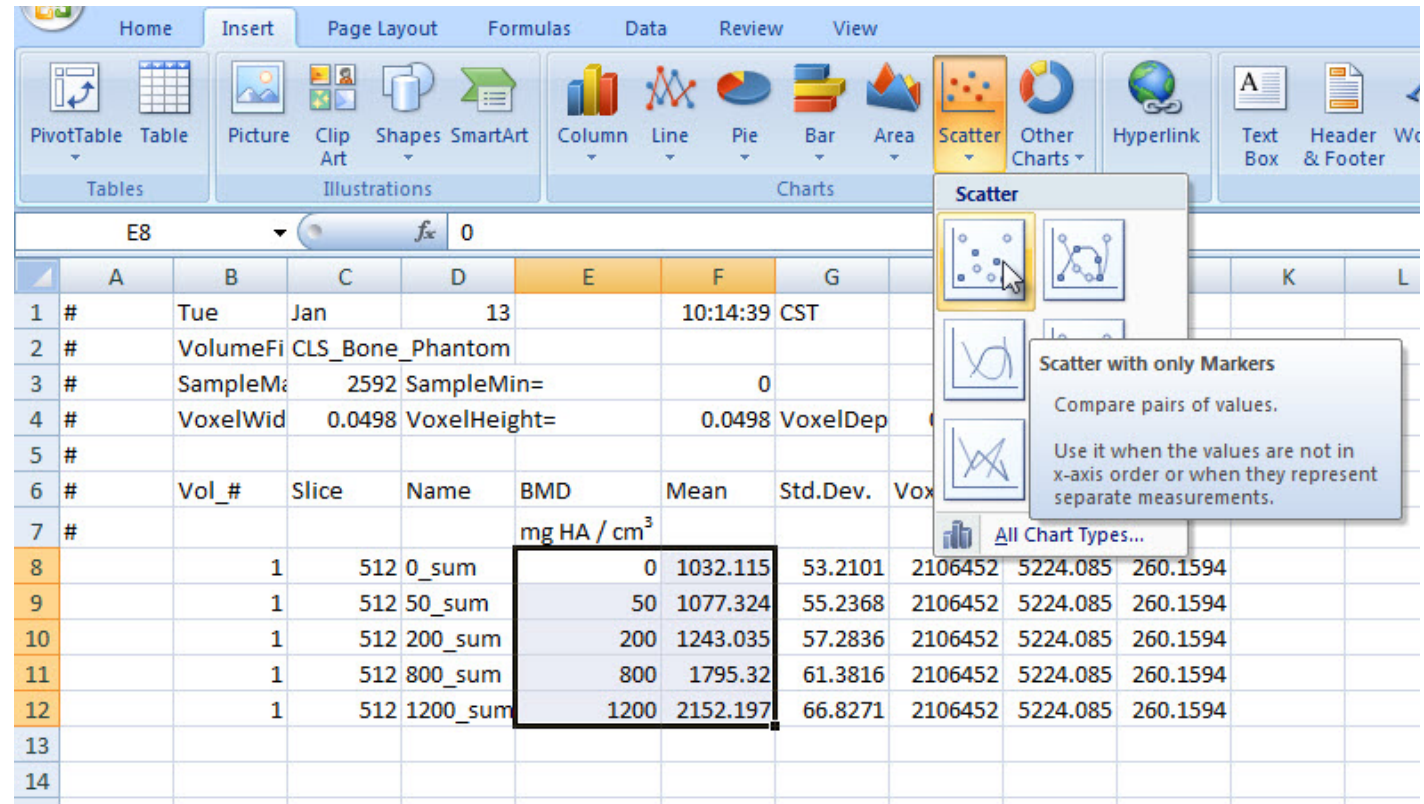 Home Insert Page Layout Formulas Data Review View
PivotTable Table Picture Clip Art Shapes SmartArt Column Line Pie Bar Area Scatter Other Charts Hyperlink Text Box Header & Footer
Tables Illustrations Charts
Scatter
E8 fx 0
A B C D E F G K L
1 # Tue Jan 13 10:14:39 CST
2 # VolumeFi CLS_Bone_Phantom
3 # SampleMa 2592 SampleMin= 0
4 # VoxelWid 0.0498 VoxelHeight= 0.0498 VoxelDep
5 #
6 # Vol_# Slice Name BMD Mean Std.Dev. Vox
7 # mg HA / cm³
Scatter with only Markers
Compare pairs of values.
Use it when the values are not in
x-axis order or when they represent
separate measurements.
All Chart Types...
8 1 512 0_sum 0 1032.115 53.2101 2106452 5224.085 260.1594
9 1 512 50_sum 50 1077.324 55.2368 2106452 5224.085 260.1594
10 1 512 200_sum 200 1243.035 57.2836 2106452 5224.085 260.1594
11 1 512 800_sum 800 1795.32 61.3816 2106452 5224.085 260.1594
12 1 512 1200_sum 1200 2152.197 66.8271 2106452 5224.085 260.1594
13
14